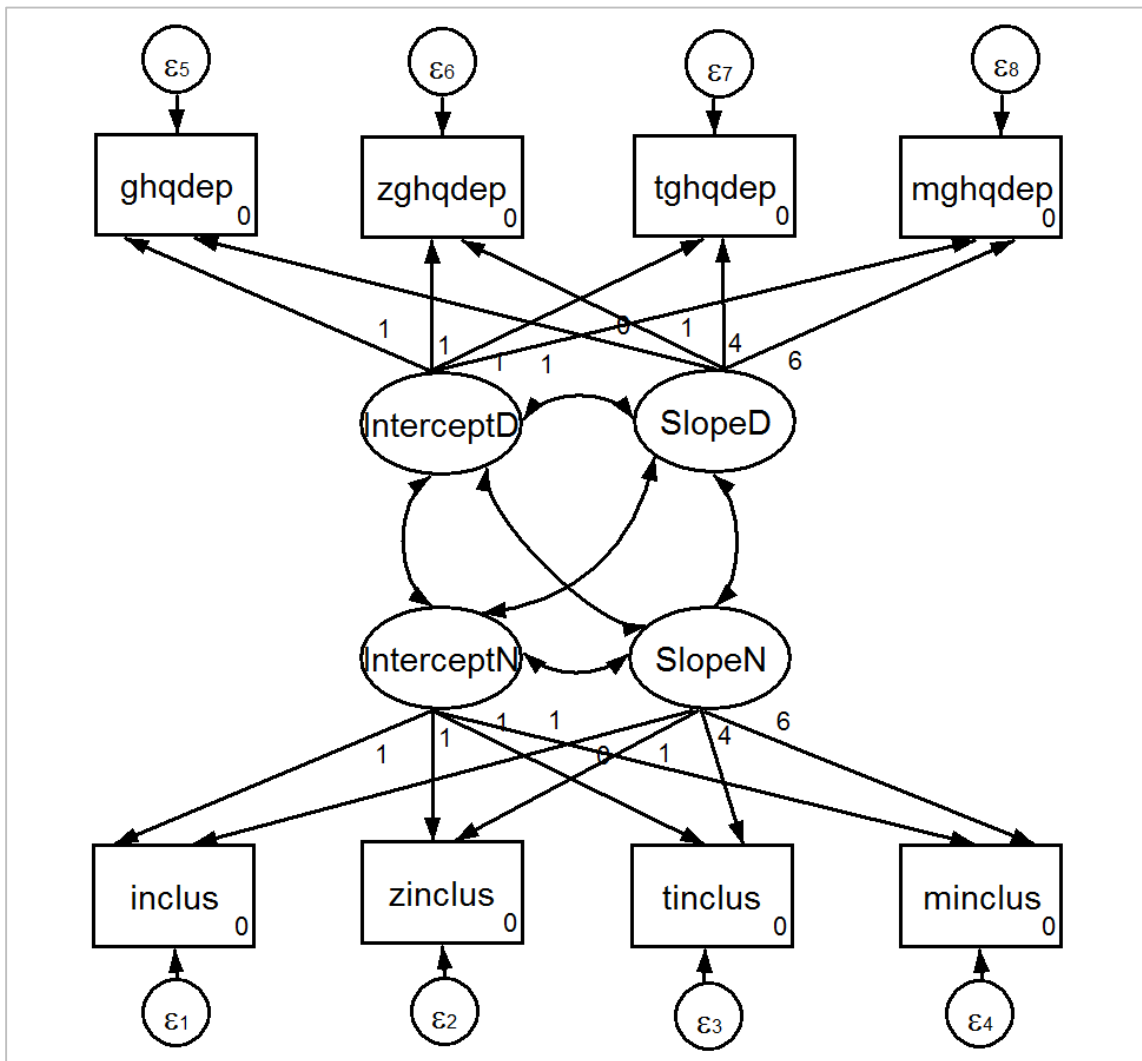 ε5 ε6 ε7 ε8
ghqdep zghqdep tghqdep mghqdep
0 0 0 0
1 1 1 1 0 1 4 6
InterceptD SlopeD
InterceptN SlopeN
1 1 1 1 0 1 4 6
inclus zinclus tinclus minclus
0 0 0 0
ε1 ε2 ε3 ε4